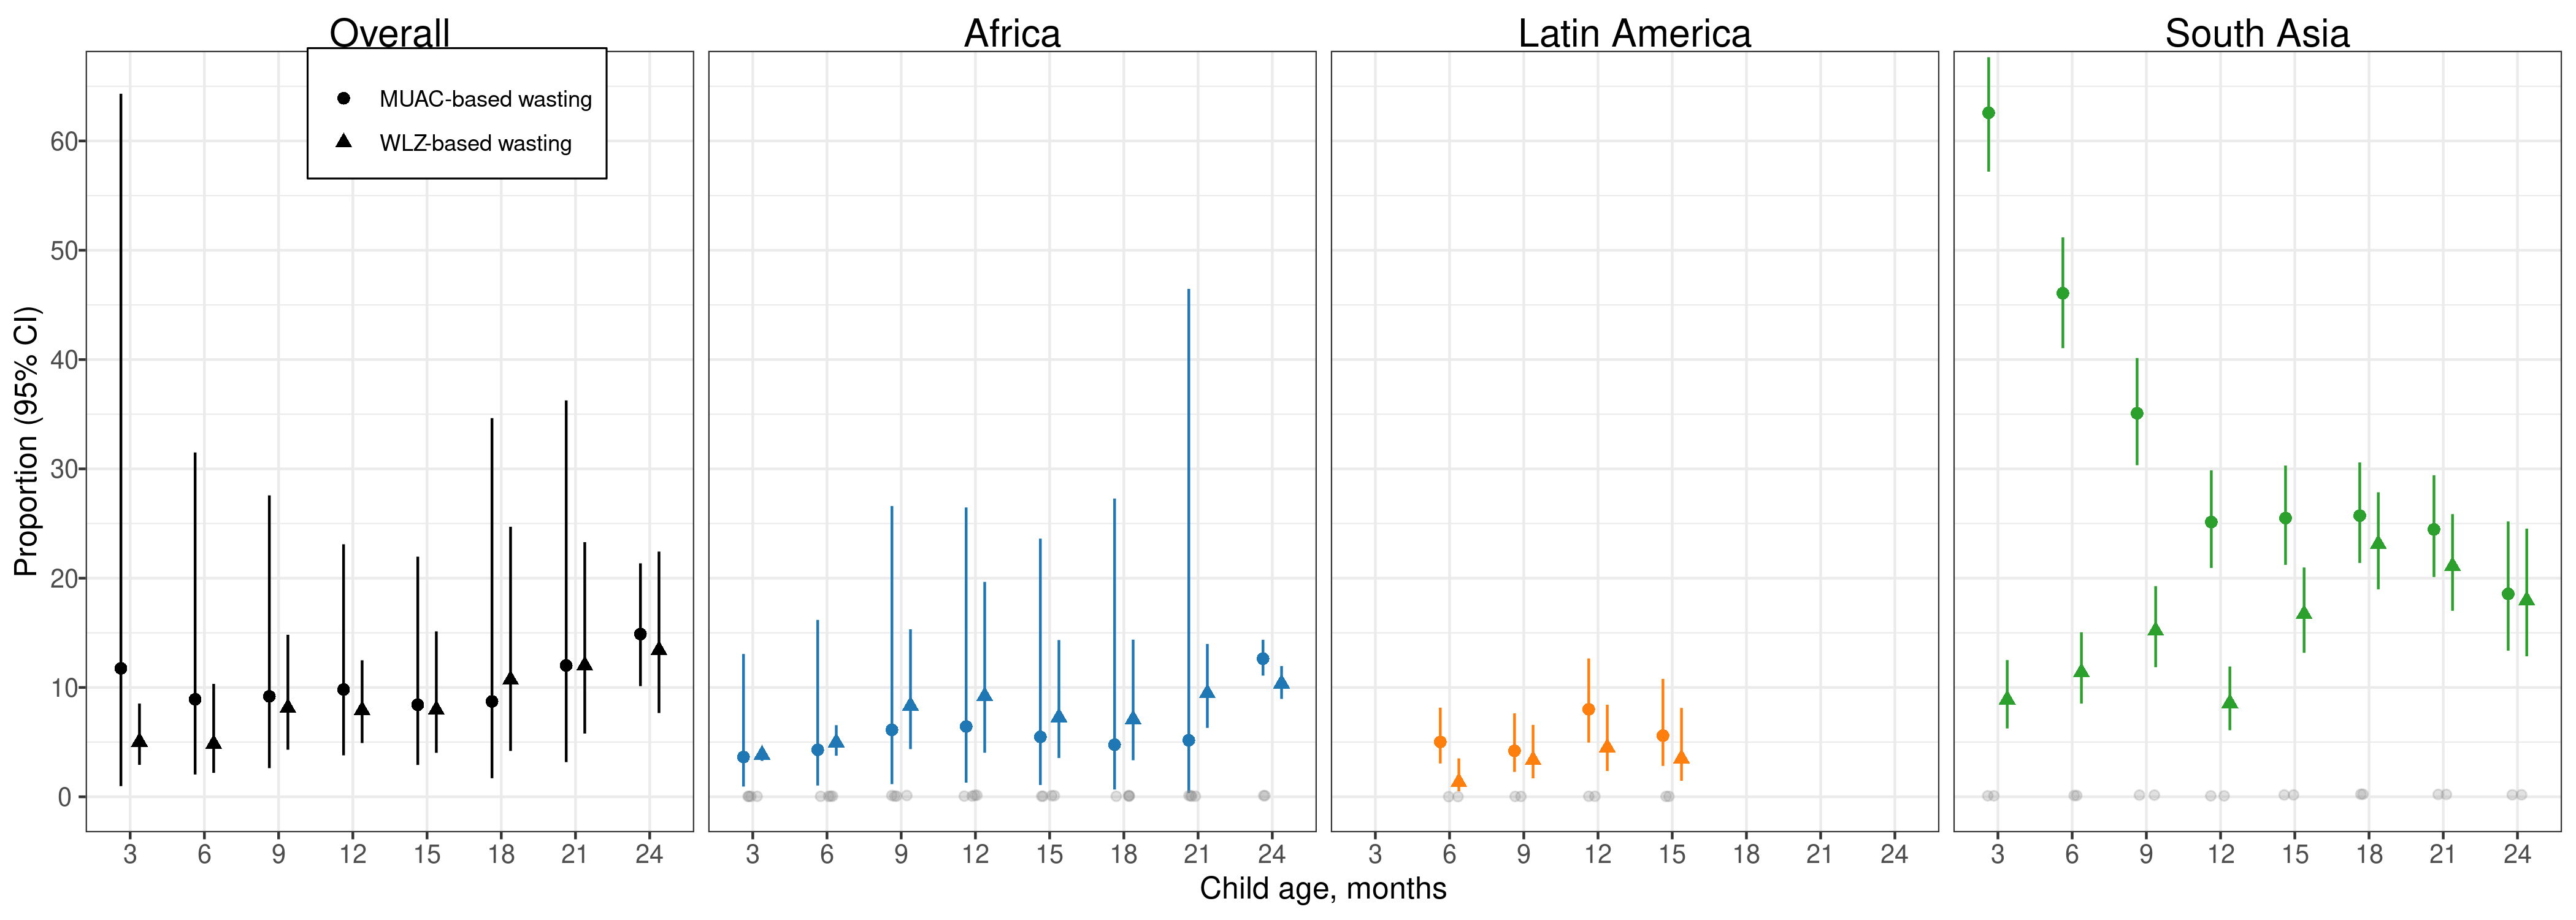 Overall Africa Latin America South Asia
MUAC-based wasting
WLZ-based wasting
Proportion (95% CI)
60
50
40
30
20
10
0
3 6 9 12 15 18 21 24 3 6 9 12 15 18 21 24 3 6 9 12 15 18 21 24 3 6 9 12 15 18 21 24
Child age, months